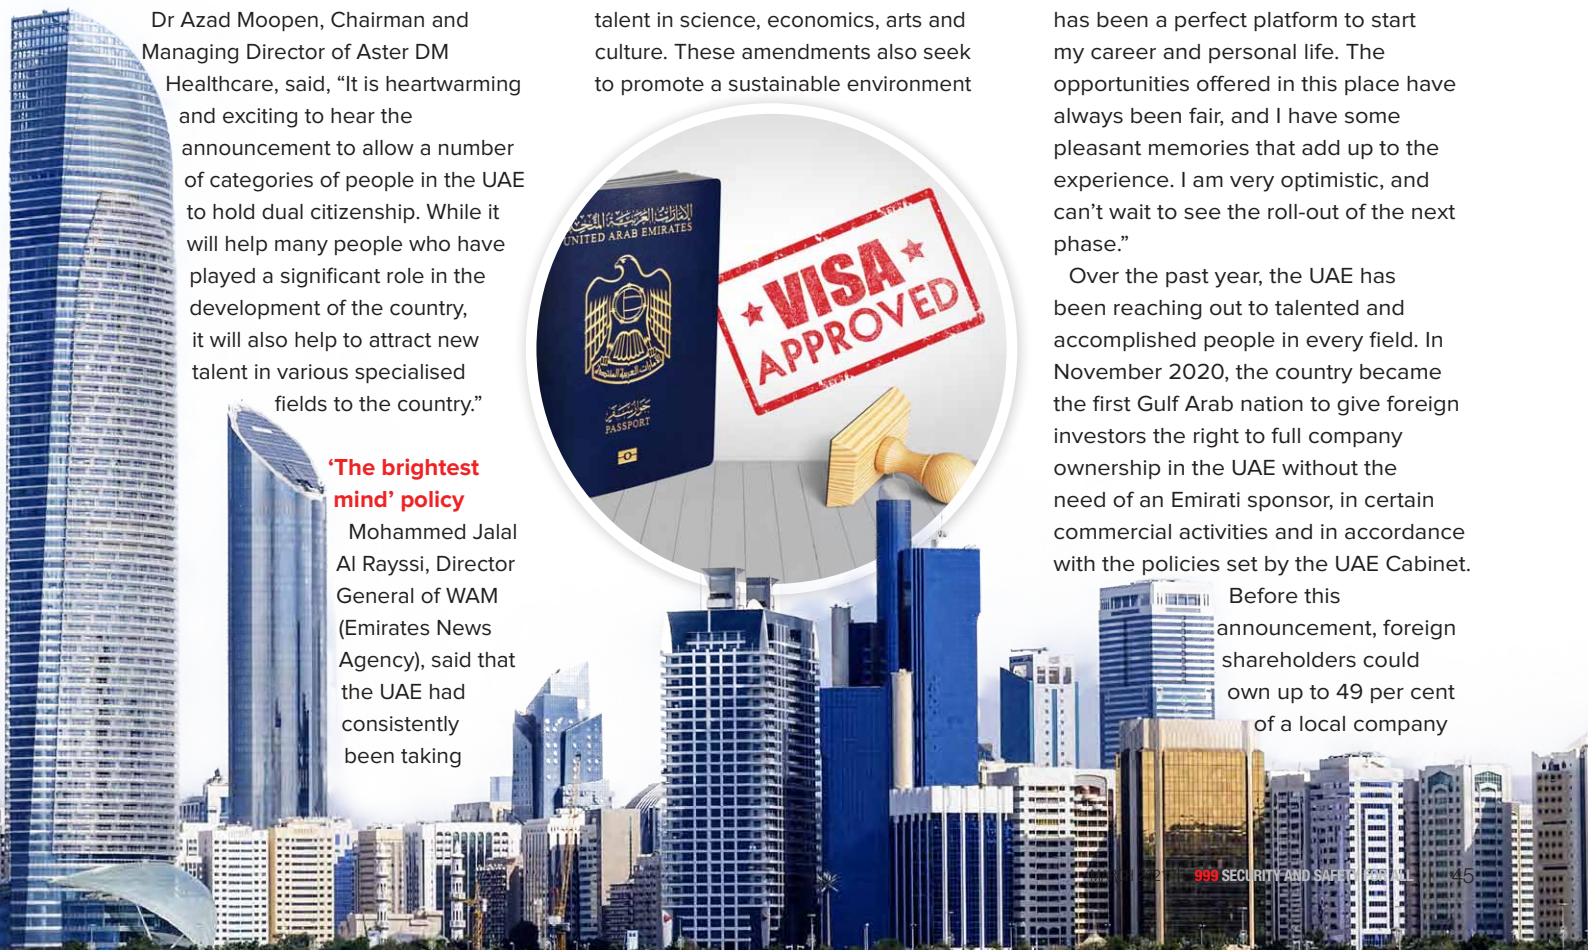 Dr Azad Moopen, Chairman and
Managing Director of Aster DM
Healthcare, said, “It is heartwarming
and exciting to hear the
announcement to allow a number
of categories of people in the UAE
to hold dual citizenship. While it
will help many people who have
played a significant role in the
development of the country,
it will also help to attract new
talent in various specialised
fields to the country.”
‘The brightest
mind’ policy
Mohammed Jalal
Al Rayssi, Director
General of WAM
(Emirates News
Agency), said that
the UAE had
consistently
been taking
talent in science, economics, arts and
culture. These amendments also seek
to promote a sustainable environment
الإمارات العربية المتحدة
UNITED ARAB EMIRATES
الإمارات العربية المتحدة
جواز سفر
PASSPORT
VISA
APPROVED
has been a perfect platform to start
my career and personal life. The
opportunities offered in this place have
always been fair, and I have some
pleasant memories that add up to the
experience. I am very optimistic, and
can’t wait to see the roll-out of the next
phase.”
Over the past year, the UAE has
been reaching out to talented and
accomplished people in every field. In
November 2020, the country became
the first Gulf Arab nation to give foreign
investors the right to full company
ownership in the UAE without the
need of an Emirati sponsor, in certain
commercial activities and in accordance
with the policies set by the UAE Cabinet.
Before this
announcement, foreign
shareholders could
own up to 49 per cent
of a local company
999 SECURITY AND SAFETY FOR ALL
45